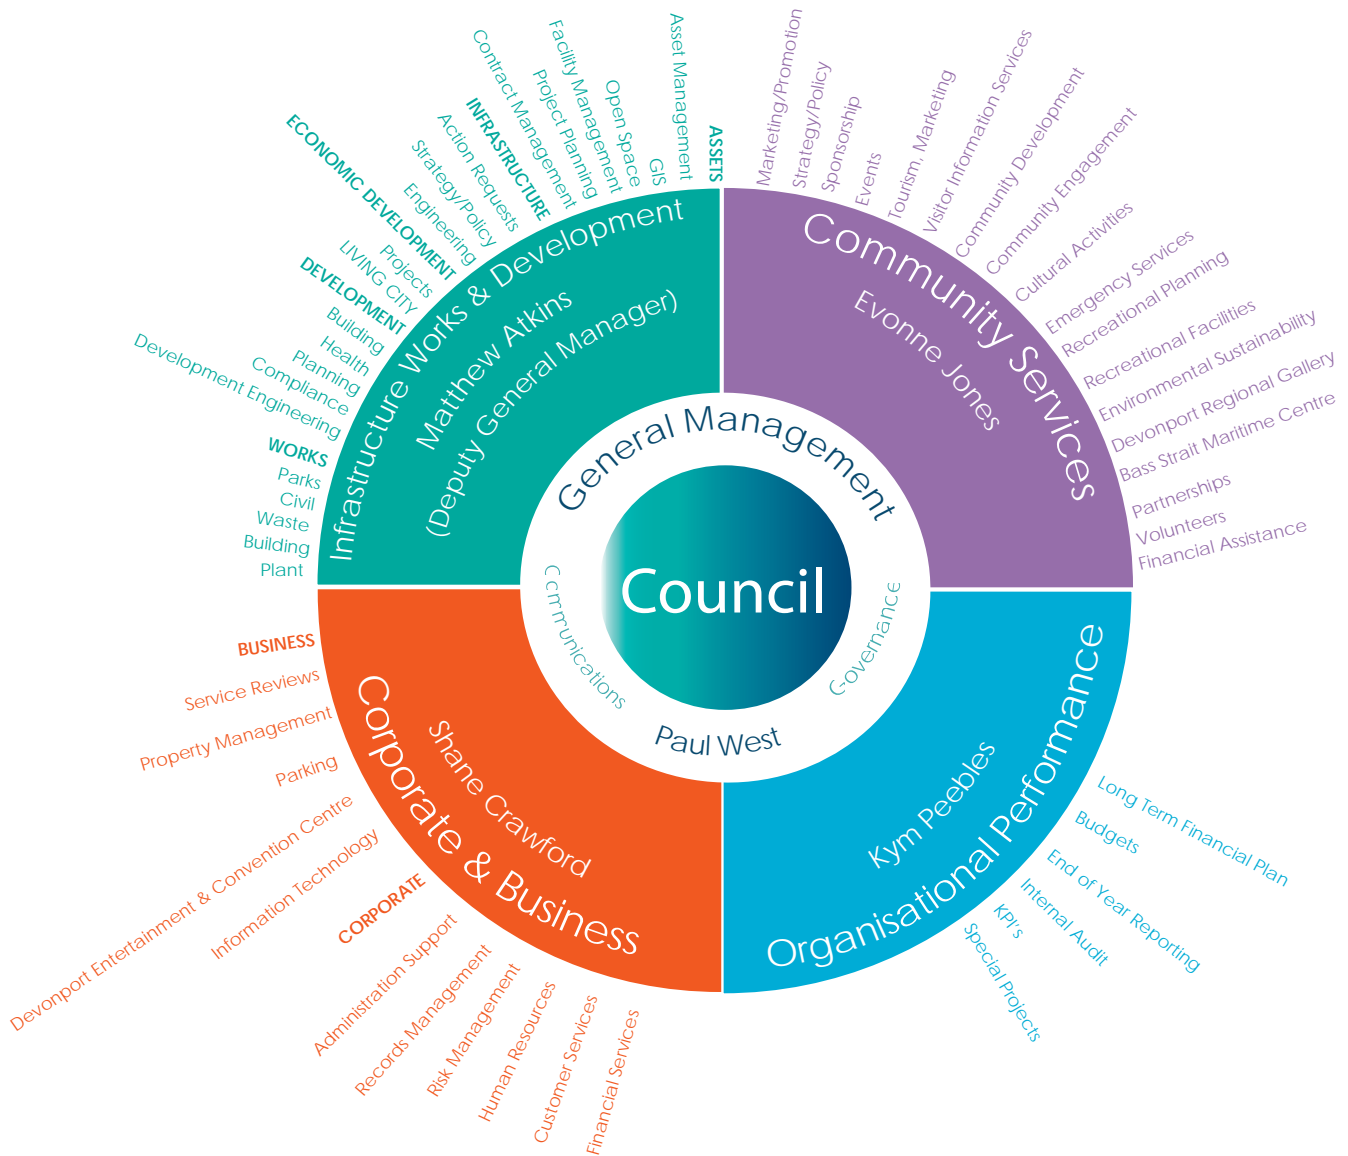 Council
General Management
Communications
Governance
Paul West
Infrastructure Works & Development
Matthew Atkins
(Deputy General Manager)
ASSETS
Asset Management
GIS
Open Space
Facility Management
Project Planning
Contract Management
INFRASTRUCTURE
Action Requests
Strategy/Policy
Engineering
ECONOMIC DEVELOPMENT
Projects
LIVING CITY
DEVELOPMENT
Building
Health
Planning
Compliance
Development Engineering
WORKS
Parks
Civil
Waste
Building
Plant
Community Services
Evonne Jones
Marketing/Promotion
Strategy/Policy
Sponsorship
Events
Tourism, Marketing
Visitor Information Services
Community Development
Community Engagement
Cultural Activities
Emergency Services
Recreational Planning
Recreational Facilities
Environmental Sustainability
Devonport Regional Gallery
Bass Strait Maritime Centre
Partnerships
Volunteers
Financial Assistance
Organisational Performance
Kym Peebles
Long Term Financial Plan
Budgets
End of Year Reporting
Internal Audit
KPI's
Special Projects
Corporate & Business
Shane Crawford
BUSINESS
Service Reviews
Property Management
Parking
Devonport Entertainment & Convention Centre
Information Technology
CORPORATE
Administration Support
Records Management
Risk Management
Human Resources
Customer Services
Financial Services